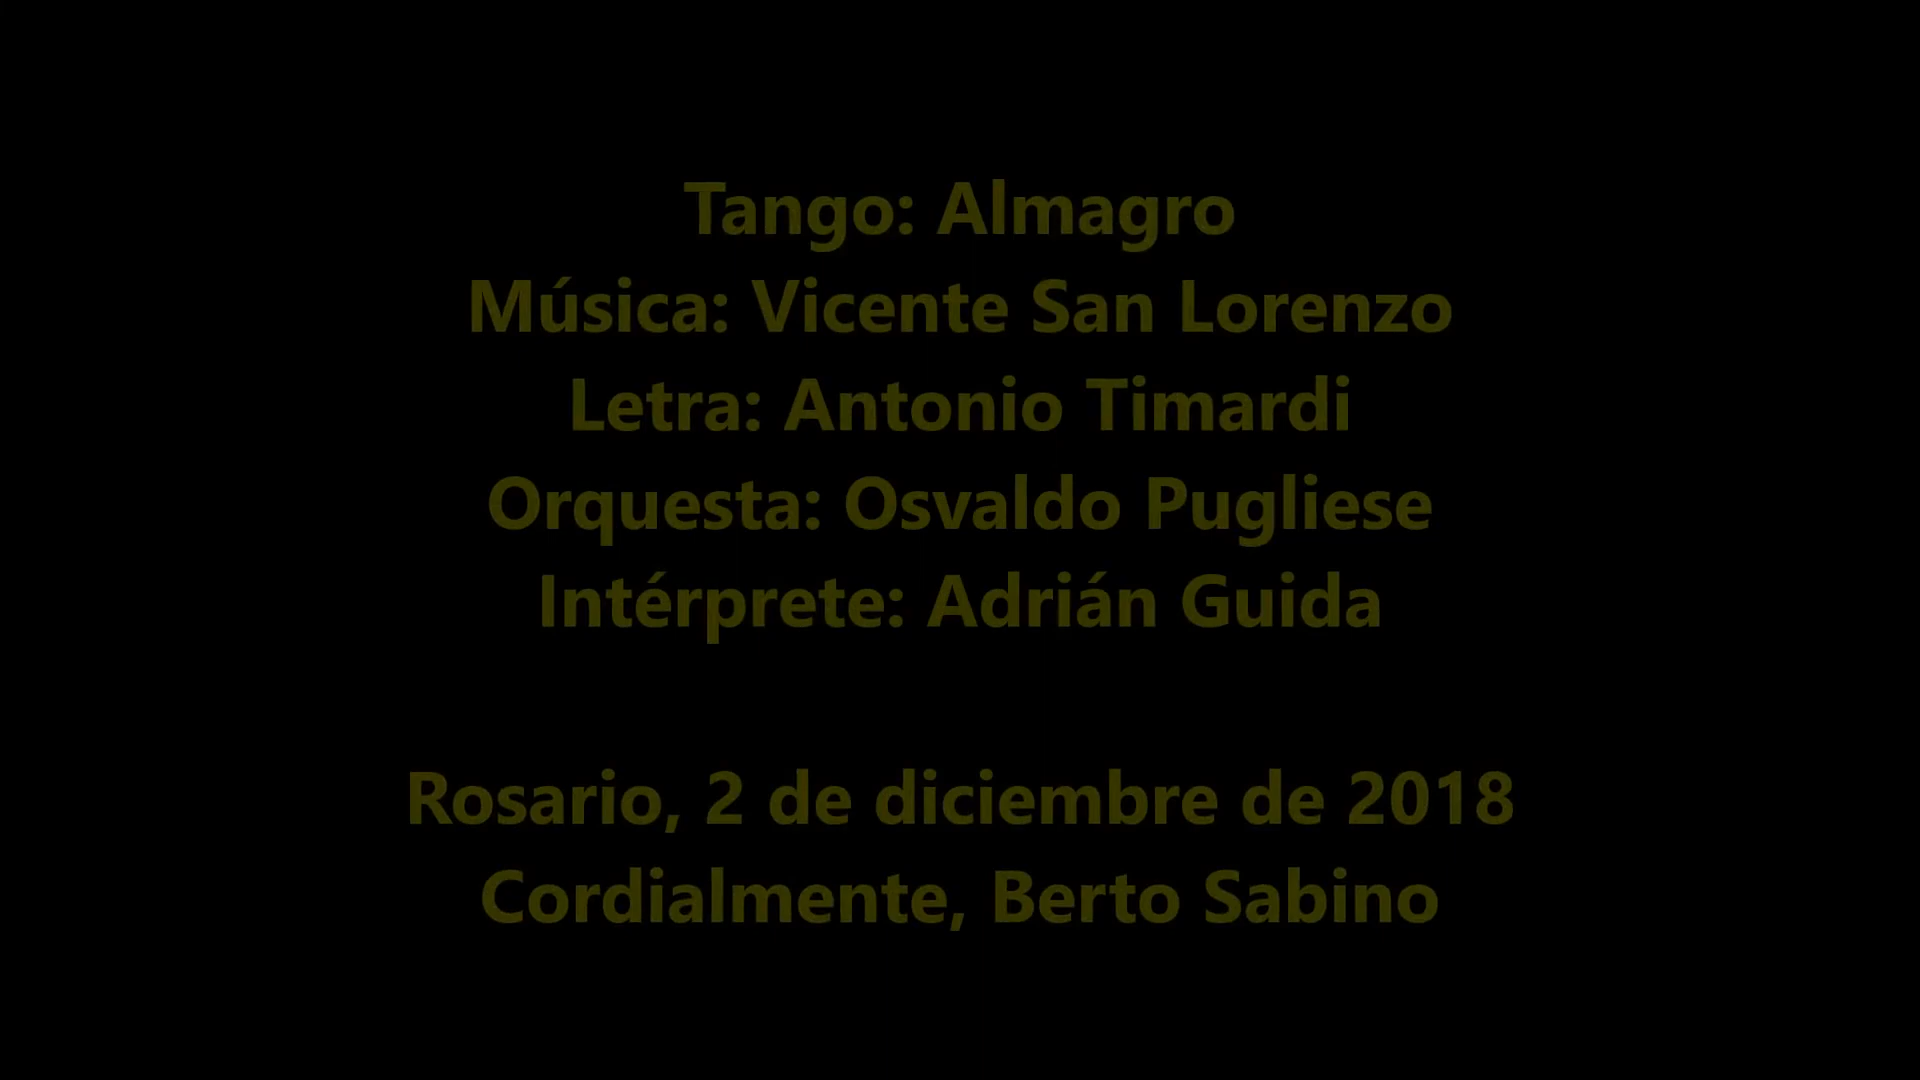 Tango: Almagro
Música: Vicente San Lorenzo
Letra: Antonio Timardi
Orquesta: Osvaldo Pugliese
Intérprete: Adrián Guida
Rosario, 2 de diciembre de 2018
Cordialmente, Berto Sabino